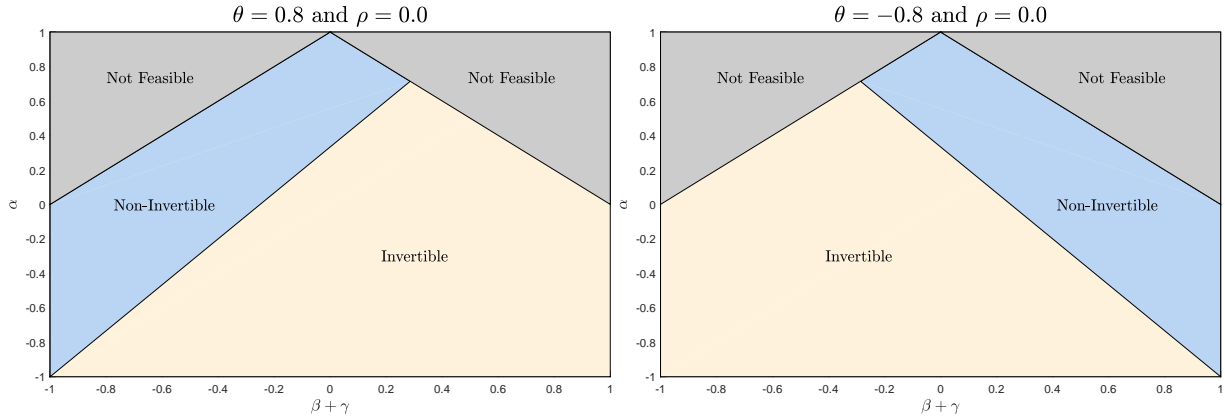 θ = 0.8 and ρ = 0.0
1
0.8
0.6
0.4
0.2
0
-0.2
-0.4
-0.6
-0.8
-1
α
Not Feasible
Not Feasible
Non-Invertible
Invertible
-1 -0.8 -0.6 -0.4 -0.2 0 0.2 0.4 0.6 0.8 1
β + γ
θ = −0.8 and ρ = 0.0
1
0.8
0.6
0.4
0.2
0
-0.2
-0.4
-0.6
-0.8
-1
α
Not Feasible
Not Feasible
Non-Invertible
Invertible
-1 -0.8 -0.6 -0.4 -0.2 0 0.2 0.4 0.6 0.8 1
β + γ